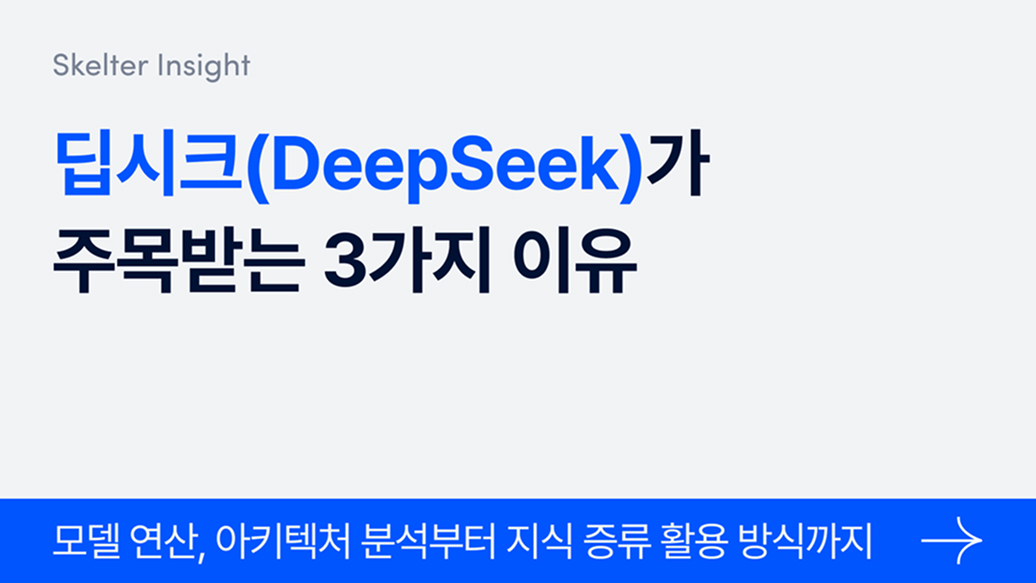 Skelter Insight
딥시크(DeepSeek)가
주목받는 3가지 이유
모델 연산, 아키텍처 분석부터 지식 증류 활용 방식까지